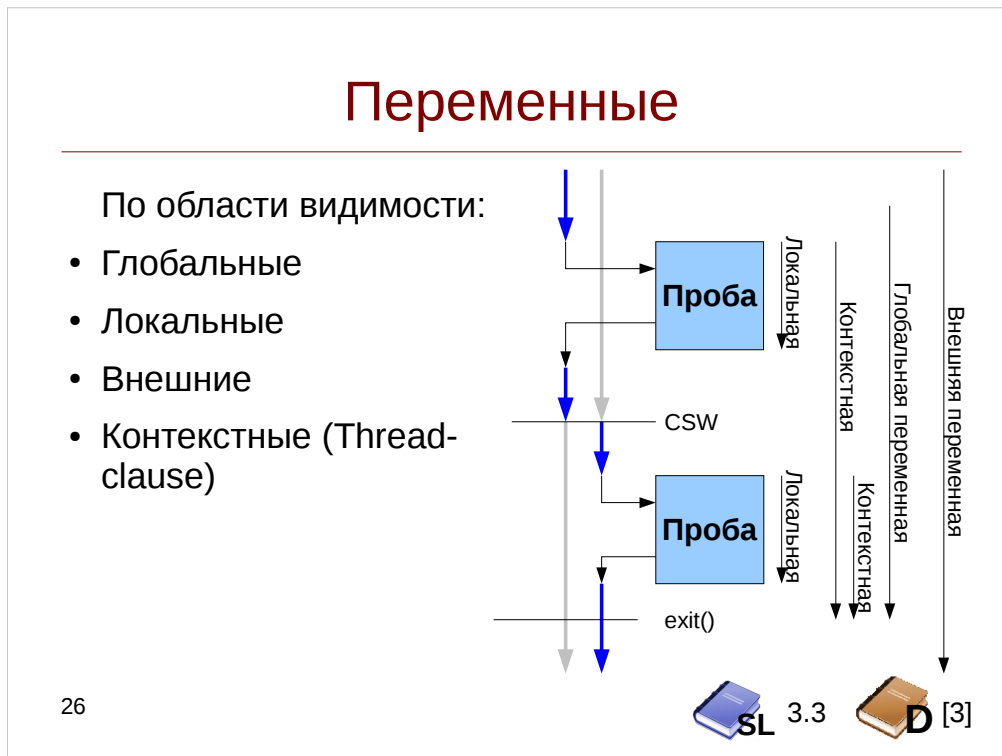 Переменные
По области видимости:
• Глобальные
• Локальные
• Внешние
• Контекстные (Thread-
clause)
Проба
Локальная
Контекстная
Глобальная переменная
Внешняя переменная
CSW
Проба
Локальная
Контекстная
exit()
26
SL 3.3
D [3]